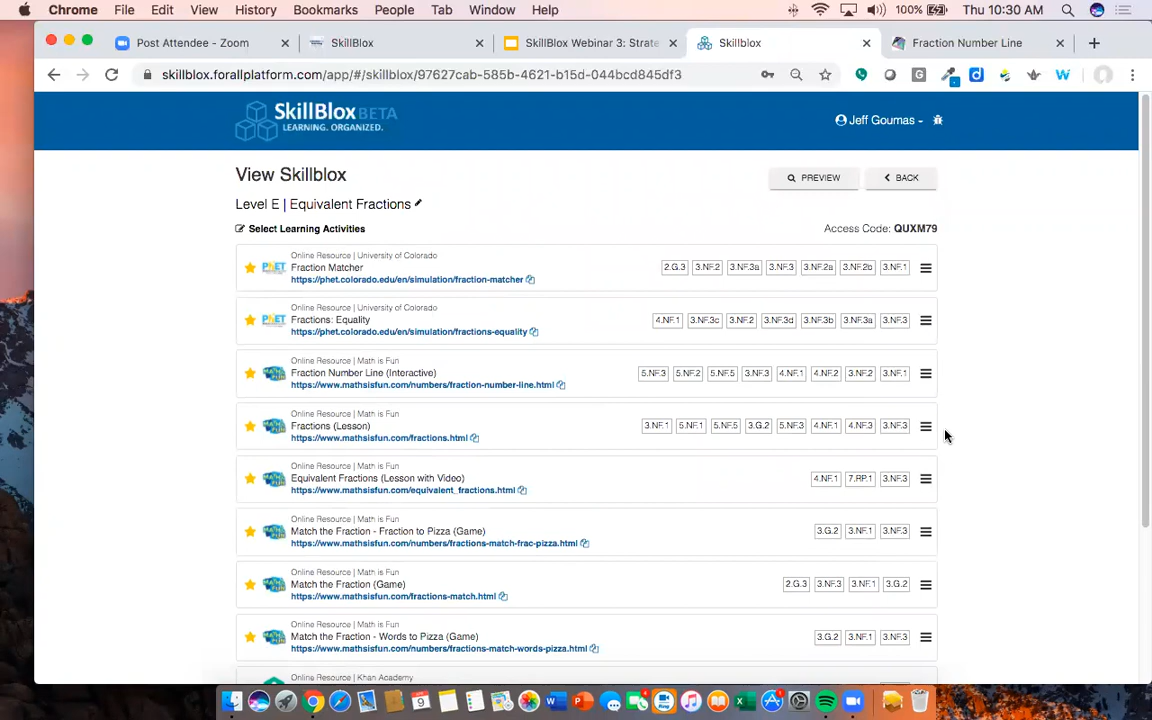 Chrome File Edit View History Bookmarks People Tab Window Help 100% Thu 10:30 AM
Post Attendee - Zoom
SkillBlox
SkillBlox Webinar 3: Strate
Skillblox
Fraction Number Line
skillblox.forallplatform.com/app/#/skillblox/97627cab-585b-4621-b15d-044bcd845df3
SkillBlox BETA
LEARNING. ORGANIZED.
Jeff Goumas
View Skillblox
PREVIEW
BACK
Level E | Equivalent Fractions
Select Learning Activities
Access Code: QUXM79
Online Resource | University of Colorado
Fraction Matcher
https://phet.colorado.edu/en/simulation/fraction-matcher
2.G.3 3.NF.2 3.NF.3a 3.NF.3 3.NF.2a 3.NF.2b 3.NF.1
Online Resource | University of Colorado
Fractions: Equality
https://phet.colorado.edu/en/simulation/fractions-equality
4.NF.1 3.NF.3c 3.NF.2 3.NF.3d 3.NF.3b 3.NF.3a 3.NF.3
Online Resource | Math is Fun
Fraction Number Line (Interactive)
https://www.mathsisfun.com/numbers/fraction-number-line.html
5.NF.3 5.NF.2 5.NF.5 3.NF.3 4.NF.1 4.NF.2 3.NF.2 3.NF.1
Online Resource | Math is Fun
Fractions (Lesson)
https://www.mathsisfun.com/fractions.html
3.NF.1 5.NF.1 5.NF.5 3.G.2 5.NF.3 4.NF.1 4.NF.3 3.NF.3
Online Resource | Math is Fun
Equivalent Fractions (Lesson with Video)
https://www.mathsisfun.com/equivalent_fractions.html
4.NF.1 7.RP.1 3.NF.3
Online Resource | Math is Fun
Match the Fraction - Fraction to Pizza (Game)
https://www.mathsisfun.com/numbers/fractions-match-frac-pizza.html
3.G.2 3.NF.1 3.NF.3
Online Resource | Math is Fun
Match the Fraction (Game)
https://www.mathsisfun.com/fractions-match.html
2.G.3 3.NF.3 3.NF.1 3.G.2
Online Resource | Math is Fun
Match the Fraction - Words to Pizza (Game)
https://www.mathsisfun.com/numbers/fractions-match-words-pizza.html
3.G.2 3.NF.1 3.NF.3
Online Resource | Khan Academy